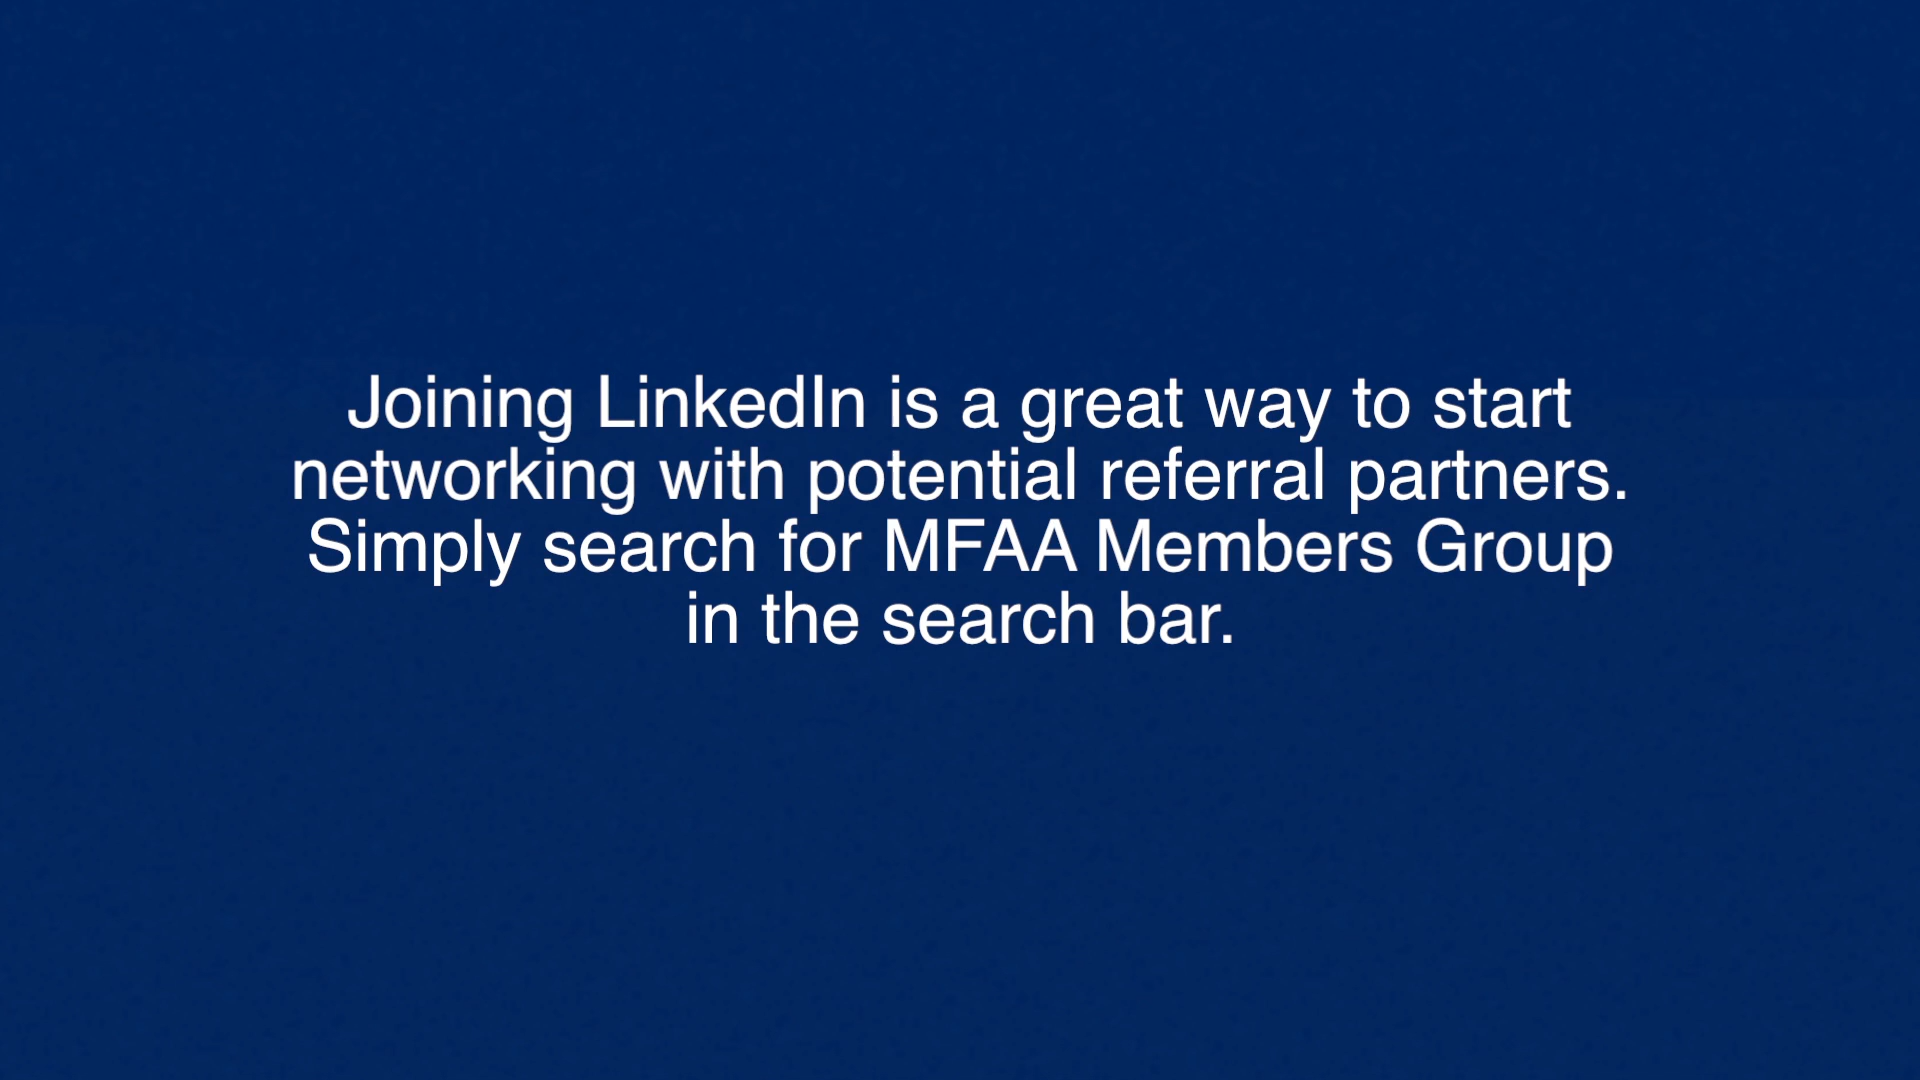 Joining LinkedIn is a great way to start
networking with potential referral partners.
Simply search for MFAA Members Group
in the search bar.